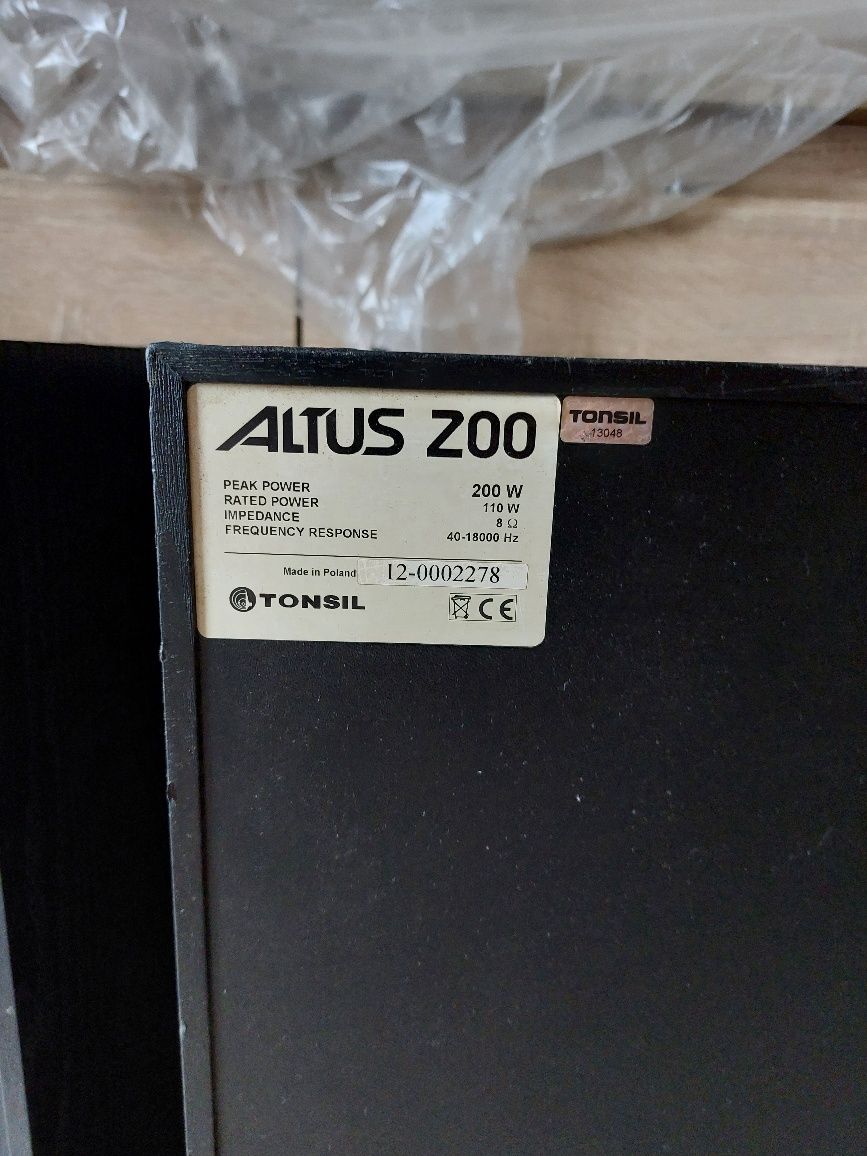 ALTUS 200
TONSIL
13048
PEAK POWER 200 W
RATED POWER 110 W
IMPEDANCE 8 Ω
FREQUENCY RESPONSE 40-18000 Hz
Made in Poland 12-0002278
TONSIL CE